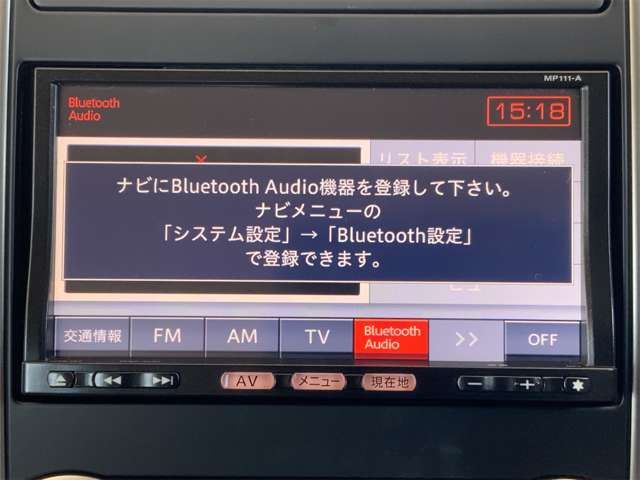 MP111-A
Bluetooth
Audio
15:18
リスト表示 機器接続
ナビにBluetooth Audio機器を登録して下さい。
ナビメニューの
「システム設定」→「Bluetooth設定」
で登録できます。
交通情報 FM AM TV Bluetooth Audio >> OFF
AV メニュー 現在地